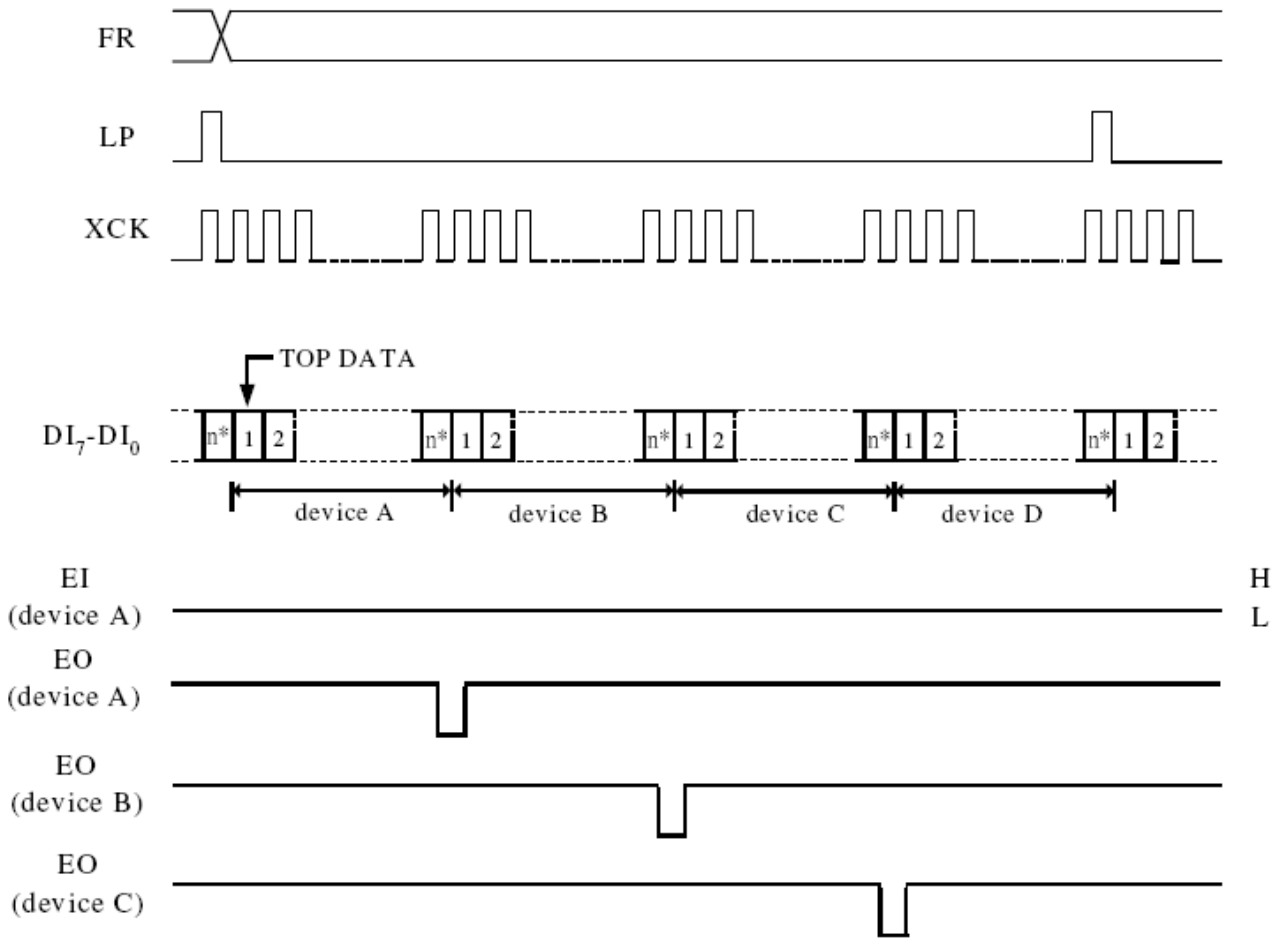 FR
LP
XCK
TOP DATA
DI₇-DI₀ n* 1 2 n* 1 2 n* 1 2 n* 1 2 n* 1 2
device A device B device C device D
EI
(device A)
H
L
EO
(device A)
EO
(device B)
EO
(device C)